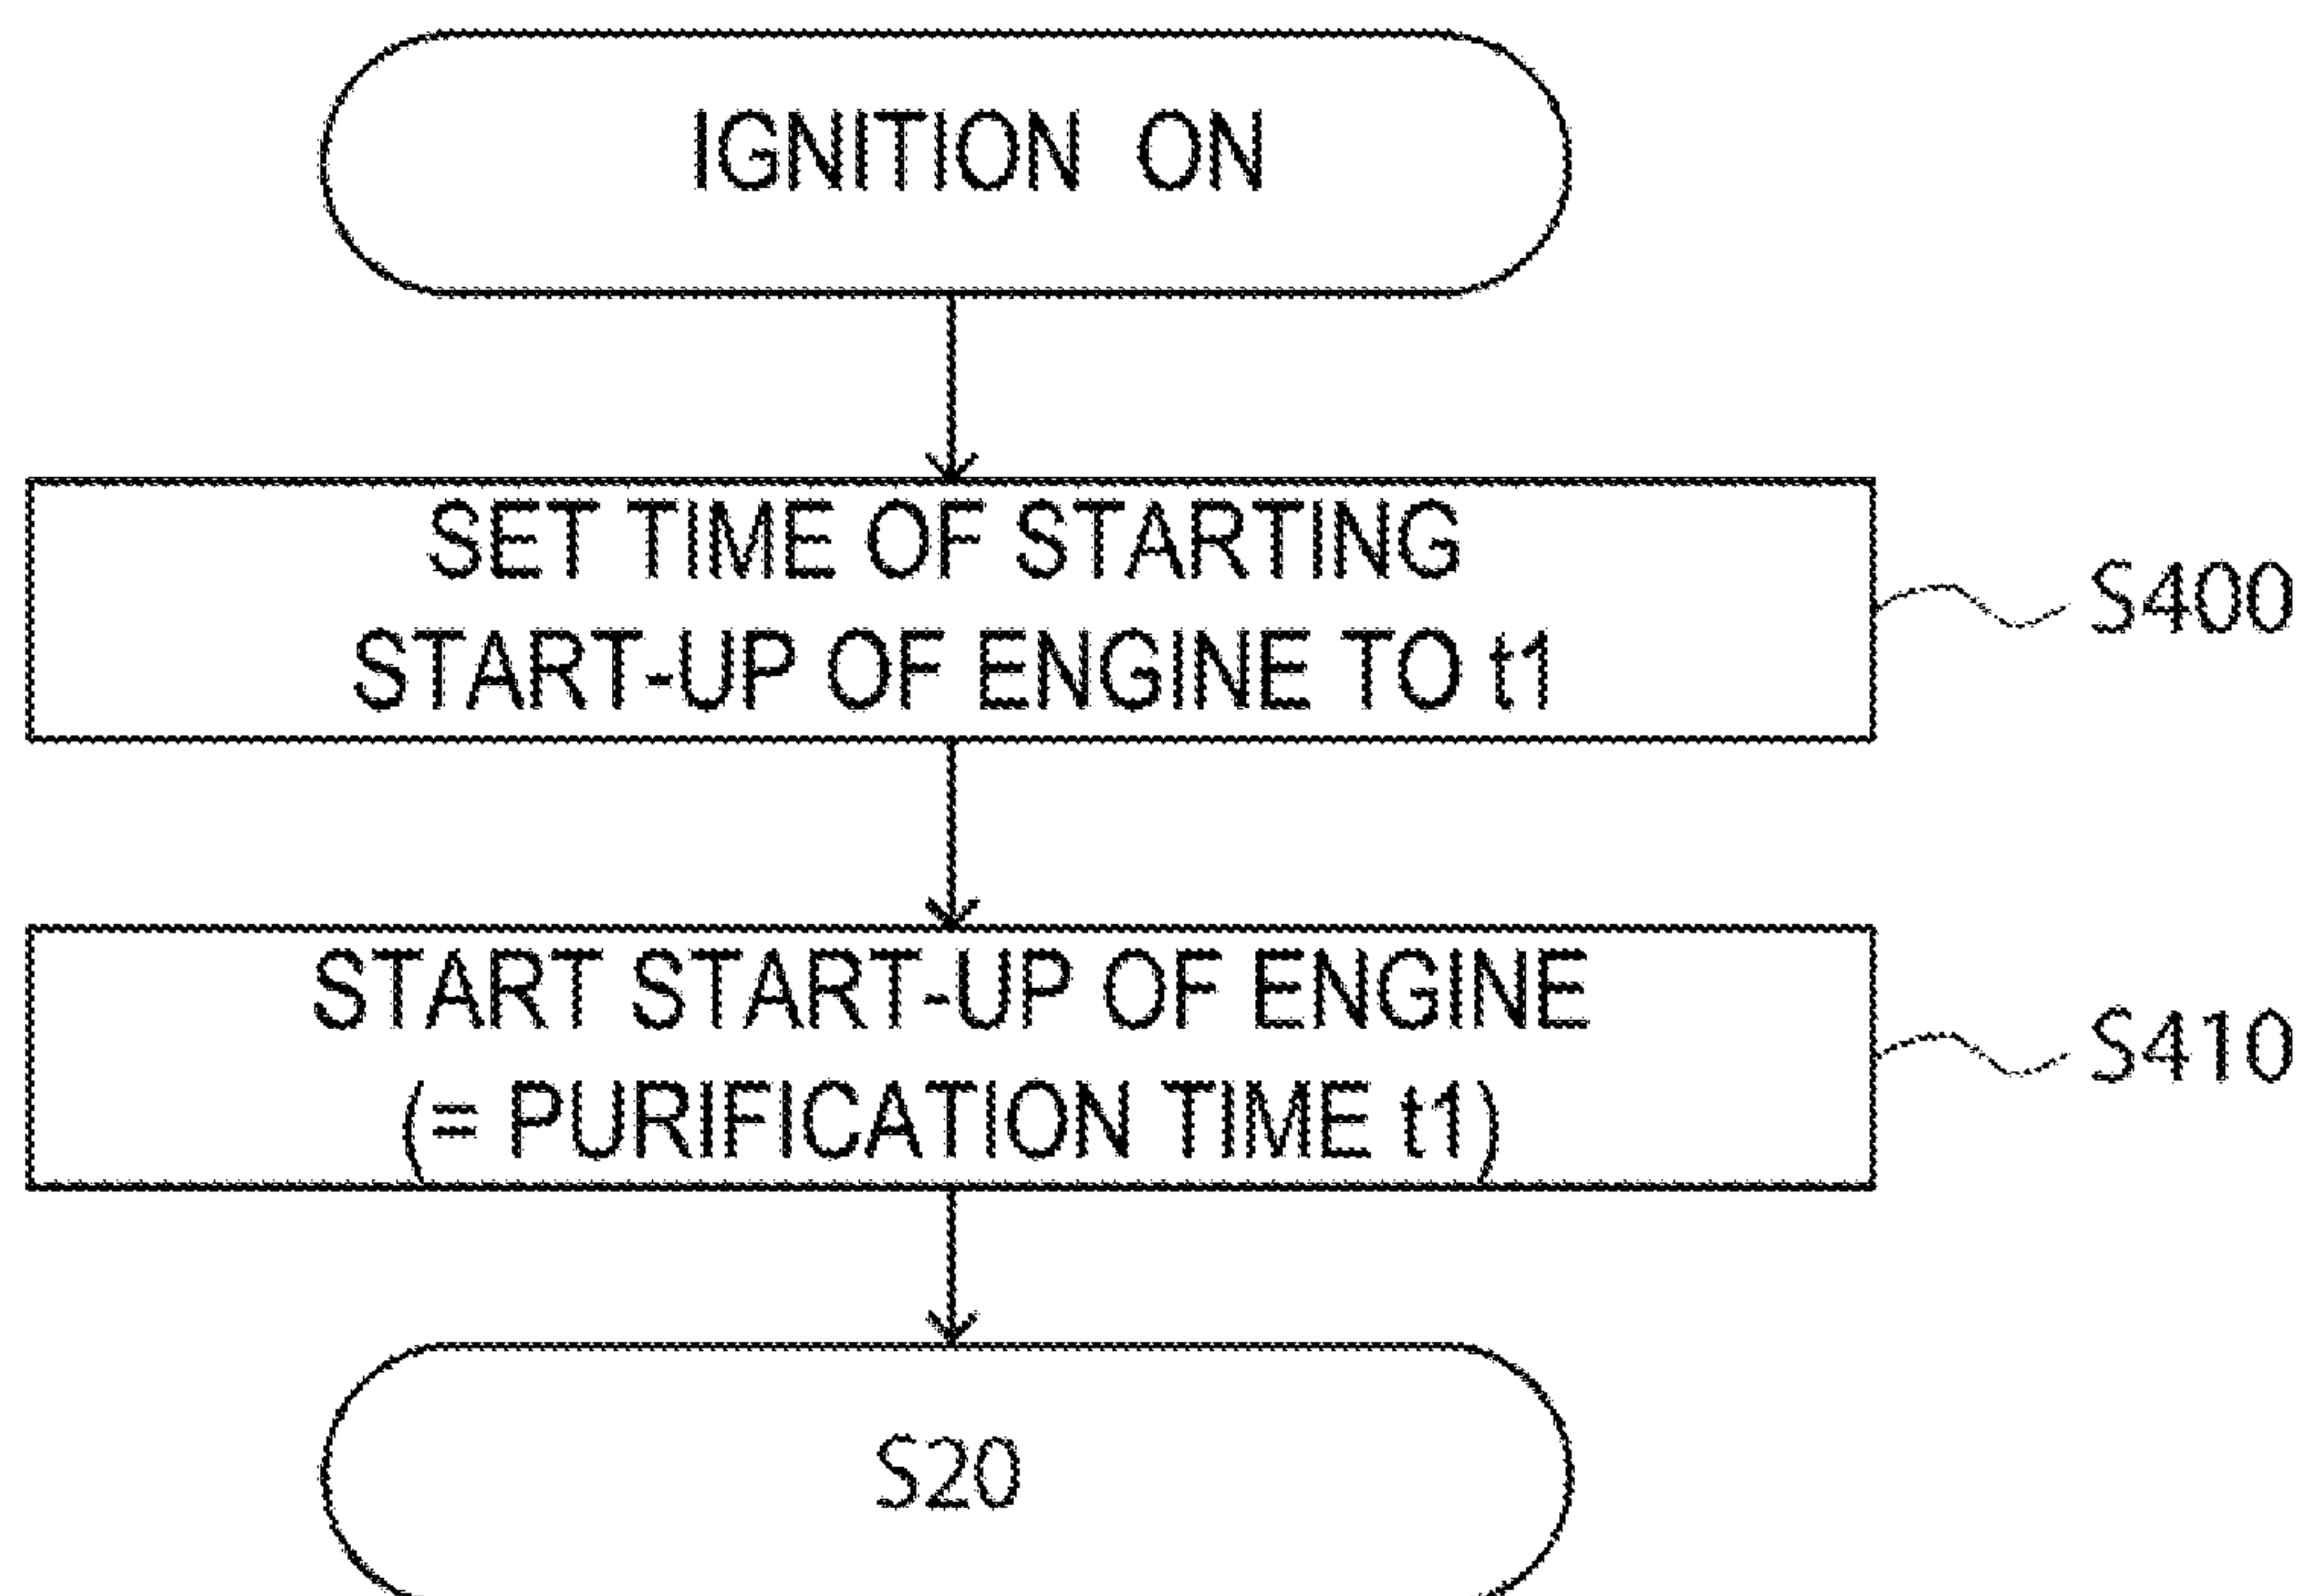 IGNITION ON
SET TIME OF STARTING
START-UP OF ENGINE TO t1
S400
START START-UP OF ENGINE
(= PURIFICATION TIME t1)
S410
S20